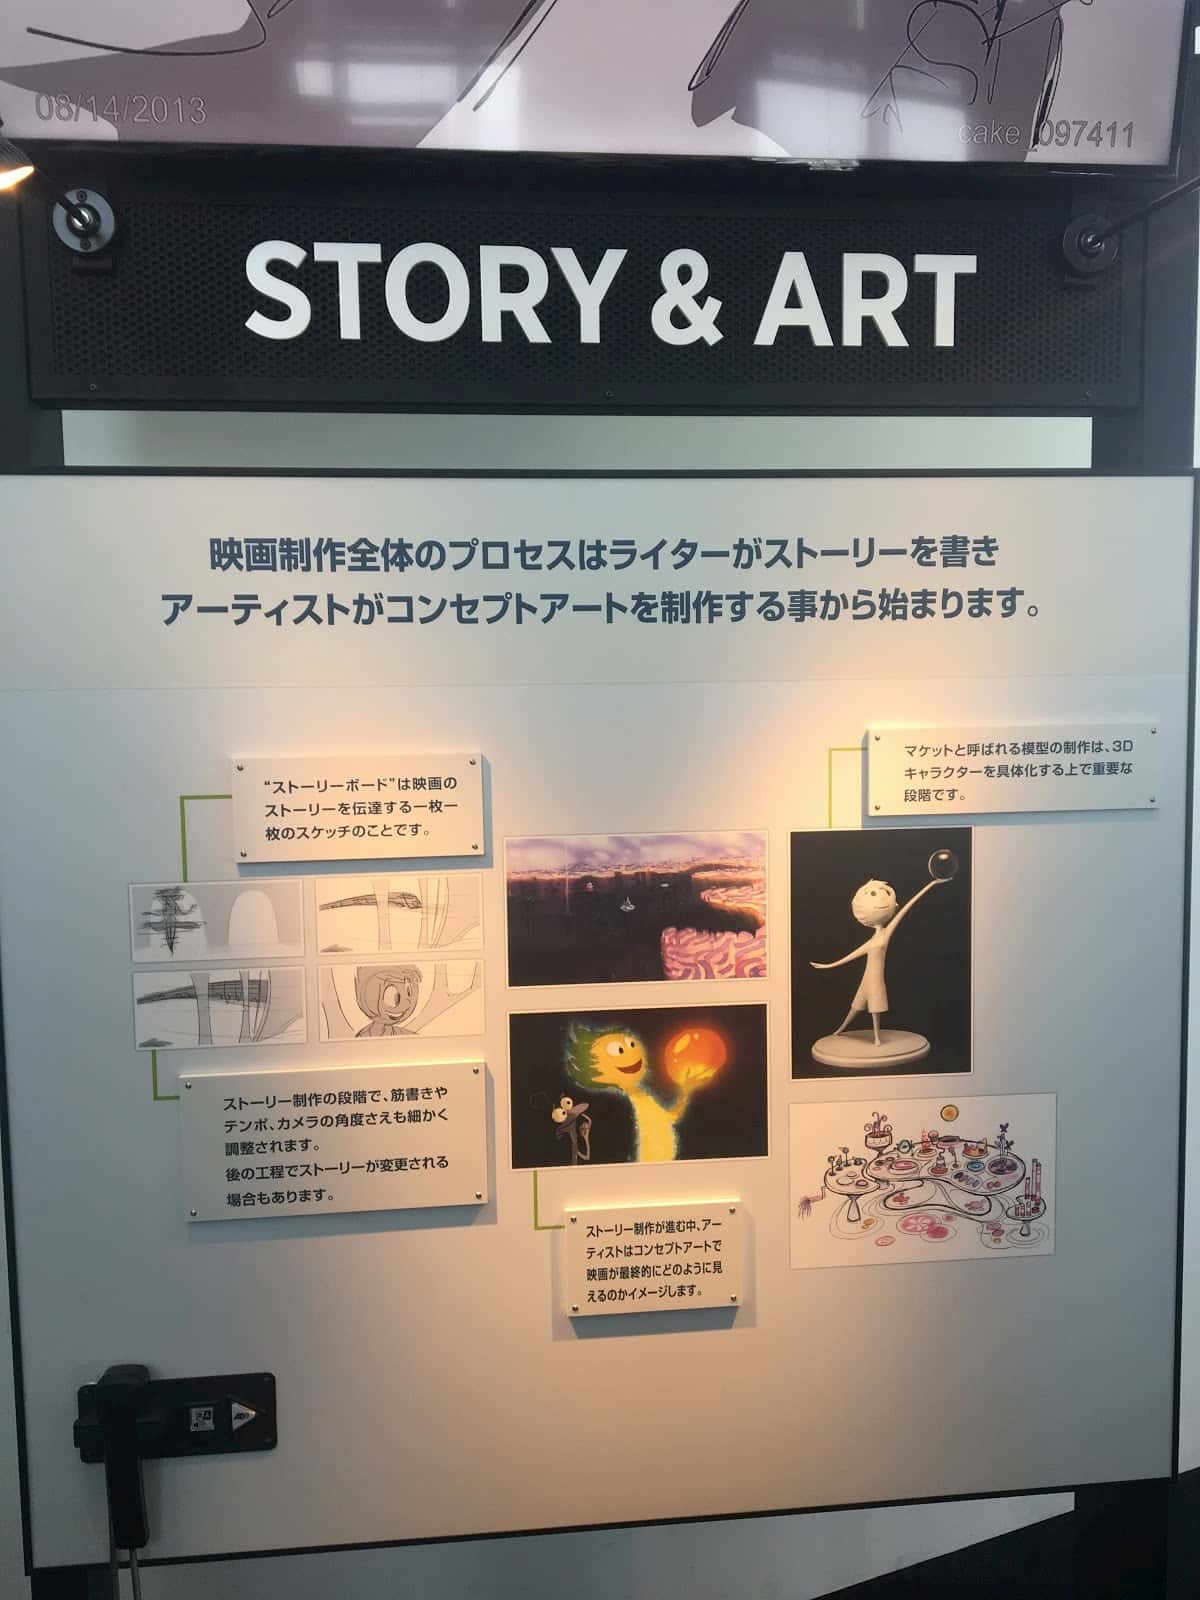 08/14/2013
cake_097411
STORY & ART
映画制作全体のプロセスはライターがストーリーを書き
アーティストがコンセプトアートを制作する事から始まります。
“ストーリーボード”は映画の
ストーリーを伝達する一枚一
枚のスケッチのことです。
マケットと呼ばれる模型の制作は、3D
キャラクターを具体化する上で重要な
段階です。
ストーリー制作の段階で、筋書きや
テンポ、カメラの角度さえも細かく
調整されます。
後の工程でストーリーが変更される
場合もあります。
ストーリー制作が進む中、アー
ティストはコンセプトアートで
映画が最終的にどのように見
えるのかイメージします。